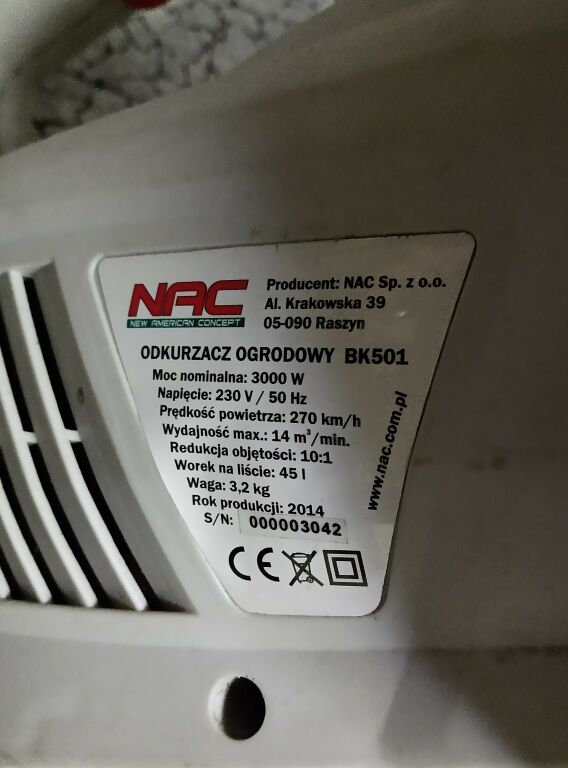 NAC
NEW AMERICAN CONCEPT
Producent: NAC Sp. z o.o.
Al. Krakowska 39
05-090 Raszyn
ODKURZACZ OGRODOWY BK501
Moc nominalna: 3000 W
Napięcie: 230 V / 50 Hz
Prędkość powietrza: 270 km/h
Wydajność max.: 14 m³/min.
Redukcja objętości: 10:1
Worek na liście: 45 l
Waga: 3,2 kg
Rok produkcji: 2014
S/N: 000003042
www.nac.com.pl
CE